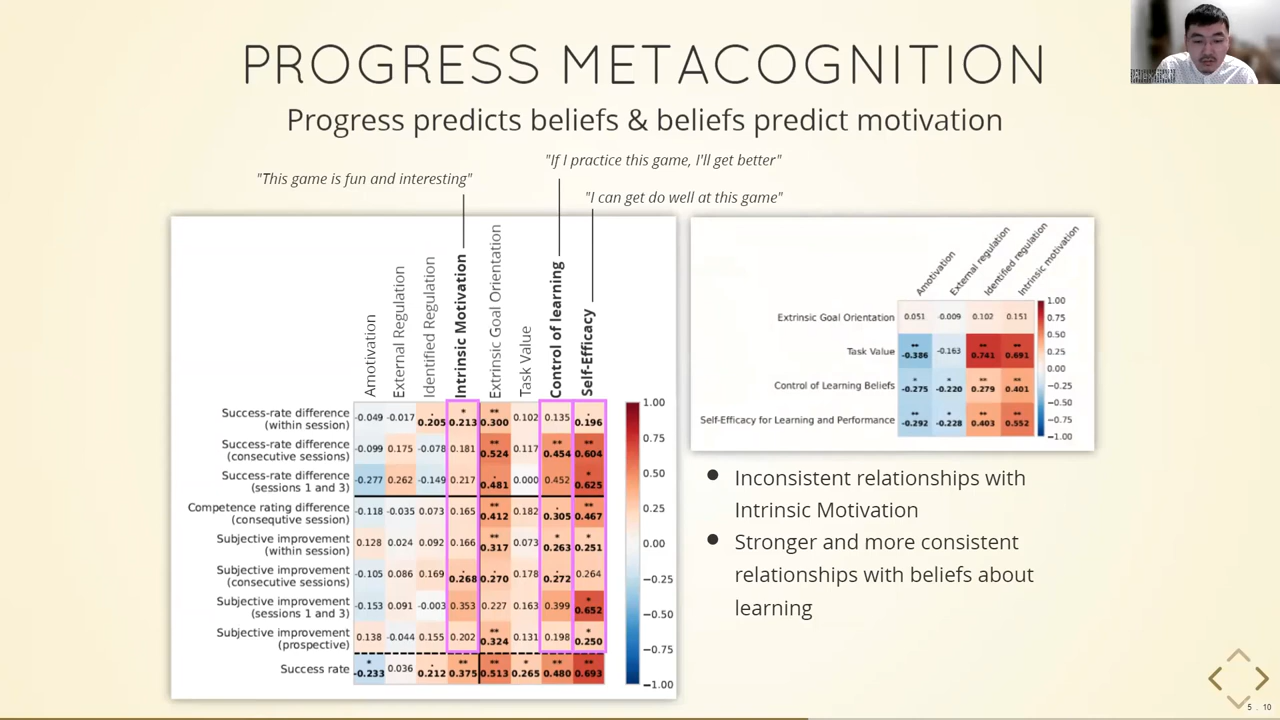 PROGRESS METACOGNITION
Progress predicts beliefs & beliefs predict motivation
"If I practice this game, I'll get better"
"This game is fun and interesting"
"I can get do well at this game"
Amotivation
External Regulation
Identified Regulation
Intrinsic Motivation
Extrinsic Goal Orientation
Task Value
Control of learning
Self-Efficacy
Success-rate difference
(within session)
-0.049 -0.017 . 0.205 * 0.213 ** 0.300 0.102 0.135 . 0.196
Success-rate difference
(consecutive sessions)
-0.099 0.175 -0.078 0.181 ** 0.524 0.117 ** 0.454 ** 0.604
Success-rate difference
(sessions 1 and 3)
-0.277 0.262 -0.149 0.217 . 0.481 0.000 0.452 * 0.625
Competence rating difference
(consequtive session)
-0.118 -0.035 0.073 0.165 ** 0.412 0.182 . 0.305 ** 0.467
Subjective improvement
(within session)
0.128 0.024 0.092 0.166 ** 0.317 0.073 * 0.263 * 0.251
Subjective improvement
(consecutive sessions)
-0.105 0.086 0.169 . 0.268 . 0.270 0.178 . 0.272 0.264
Subjective improvement
(sessions 1 and 3)
-0.153 0.091 -0.003 0.353 0.227 0.163 0.399 * 0.652
Subjective improvement
(prospective)
0.138 -0.044 0.155 0.202 ** 0.324 0.131 0.198 * 0.250
Success rate
* -0.233 0.036 . 0.212 ** 0.375 ** 0.513 * 0.265 ** 0.480 ** 0.693
1.00
0.75
0.50
0.25
0.00
−0.25
−0.50
−0.75
−1.00
Amotivation
External regulation
Identified regulation
Intrinsic motivation
Extrinsic Goal Orientation 0.051 -0.009 0.102 0.151
Task Value ** -0.386 -0.163 ** 0.741 ** 0.691
Control of Learning Beliefs * -0.275 * -0.220 ** 0.279 ** 0.401
Self-Efficacy for Learning and Performance ** -0.292 * -0.228 ** 0.403 ** 0.552
1.00
0.75
0.50
0.25
0.00
−0.25
−0.50
−0.75
−1.00
Inconsistent relationships with
Intrinsic Motivation
Stronger and more consistent
relationships with beliefs about
learning
5 . 10